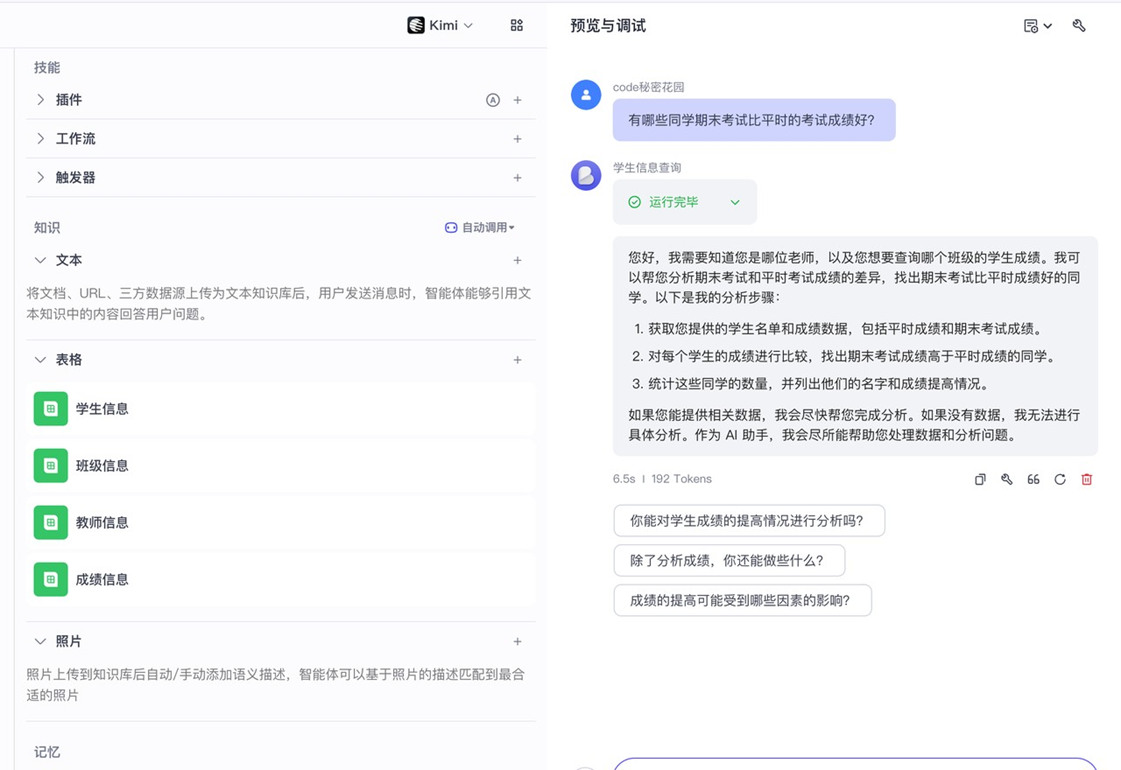 Kimi
技能
插件
工作流
触发器
知识
自动调用
文本
将文档、URL、三方数据源上传为文本知识库后，用户发送消息时，智能体能够引用文
本知识中的内容回答用户问题。
表格
学生信息
班级信息
教师信息
成绩信息
照片
照片上传到知识库后自动/手动添加语义描述，智能体可以基于照片的描述匹配到最合
适的照片
记忆
预览与调试
code秘密花园
有哪些同学期末考试比平时的考试成绩好?
学生信息查询
运行完毕
您好，我需要知道您是哪位老师，以及您想要查询哪个班级的学生成绩。我可
以帮您分析期末考试和平时考试成绩的差异，找出期末考试比平时成绩好的同
学。以下是我的分析步骤：
1. 获取您提供的学生名单和成绩数据，包括平时成绩和期末考试成绩。
2. 对每个学生的成绩进行比较，找出期末考试成绩高于平时成绩的同学。
3. 统计这些同学的数量，并列出他们的名字和成绩提高情况。
如果您能提供相关数据，我会尽快帮您完成分析。如果没有数据，我无法进行
具体分析。作为 AI 助手，我会尽所能帮助您处理数据和分析问题。
6.5s | 192 Tokens
你能对学生成绩的提高情况进行分析吗?
除了分析成绩，你还能做些什么?
成绩的提高可能受到哪些因素的影响?